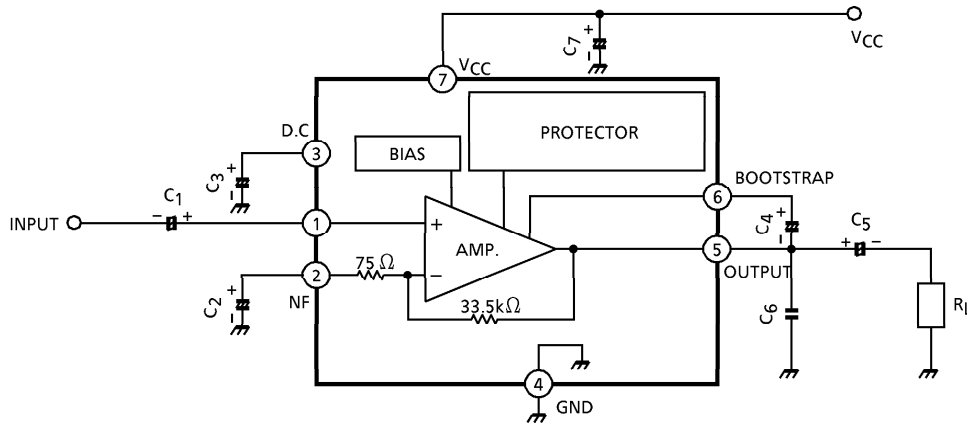 VCC
C7
+
−
7
VCC
D.C
3
BIAS
PROTECTOR
C3
+
−
BOOTSTRAP
6
INPUT
C1
− +
1
+
AMP.
C4
+
−
C5
+ −
5
OUTPUT
2
NF
75 Ω
−
C2
+
−
33.5kΩ
C6
RL
4
GND